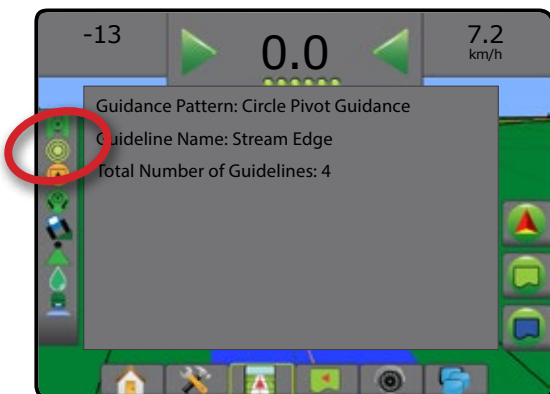 -13
0.0
7.2
km/h
Guidance Pattern: Circle Pivot Guidance
Guideline Name: Stream Edge
Total Number of Guidelines: 4